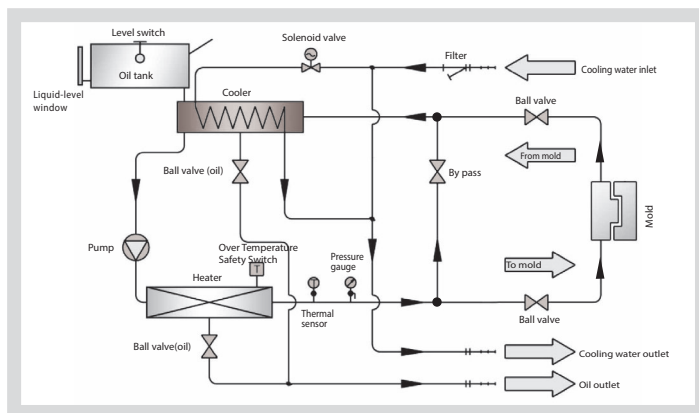 Level switch
Oil tank
Liquid-level
window
Solenoid valve
Filter
Cooling water inlet
Cooler
Ball valve
From mold
Ball valve (oil)
By pass
Mold
Pump
Over Temperature
Safety Switch
T
Heater
T
Pressure
gauge
To mold
Thermal
sensor
Ball valve
Ball valve(oil)
Cooling water outlet
Oil outlet